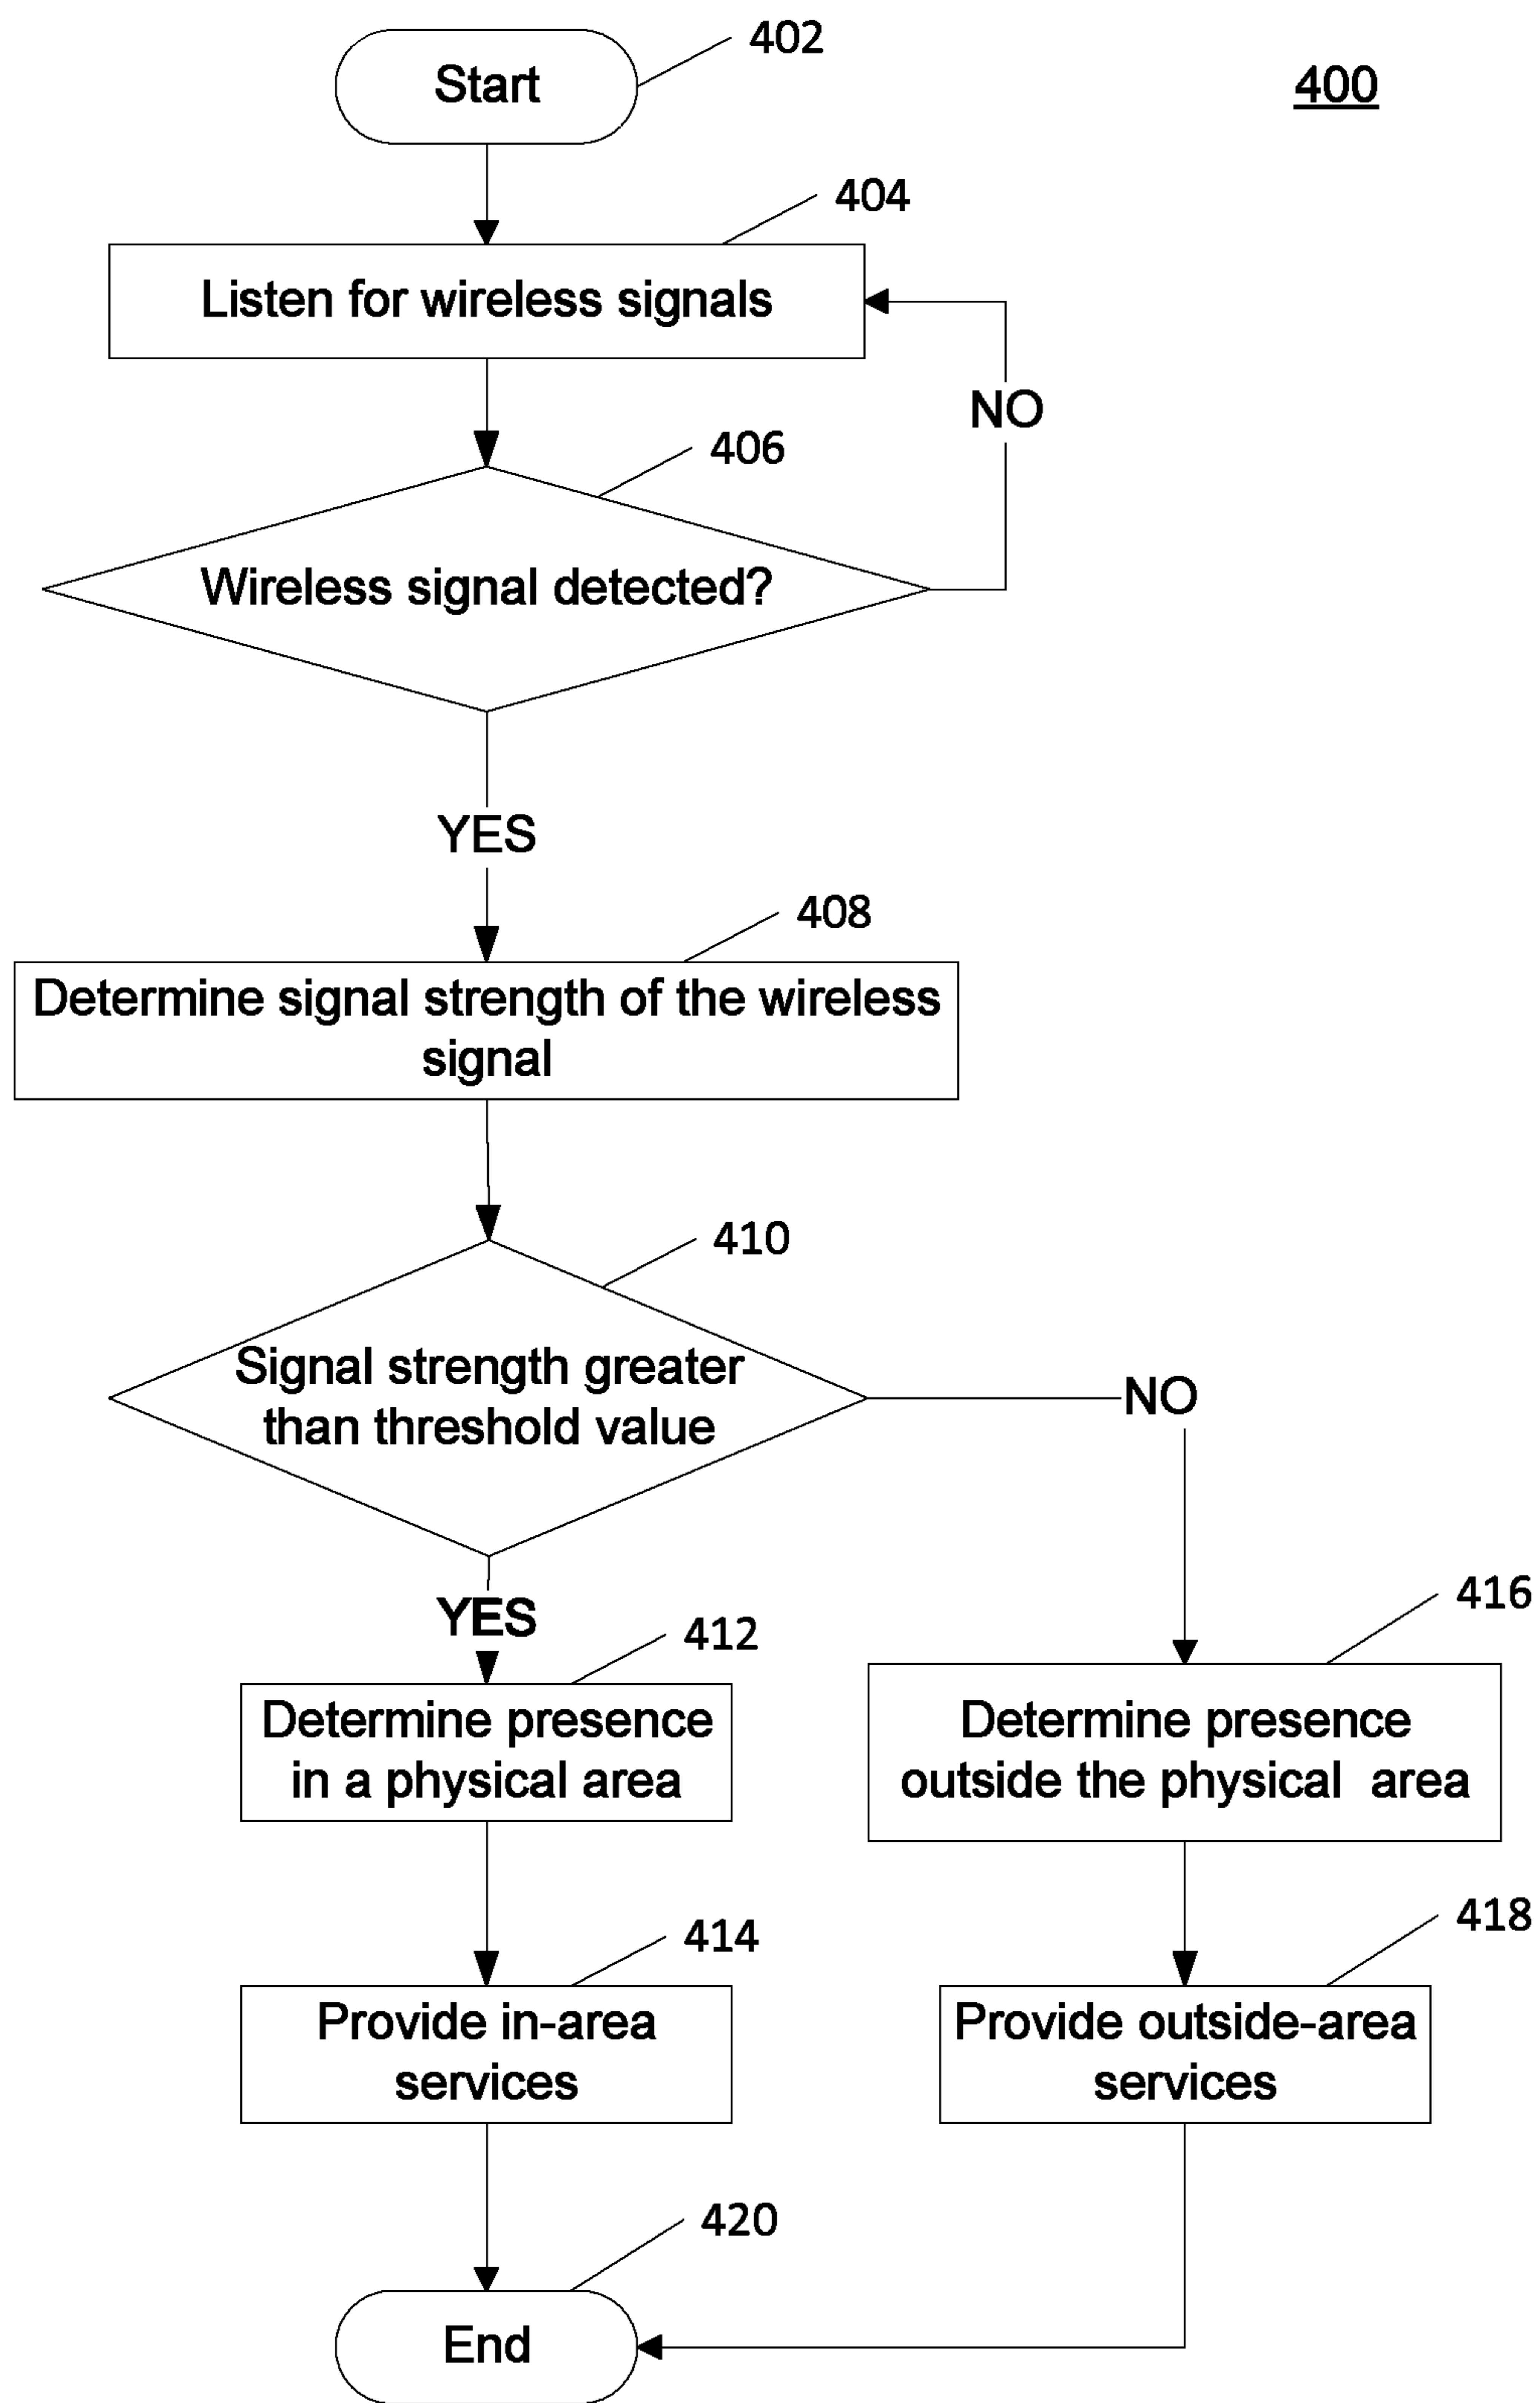 402
Start
400
404
Listen for wireless signals
NO
406
Wireless signal detected?
YES
408
Determine signal strength of the wireless
signal
410
Signal strength greater
than threshold value
NO
YES
412
Determine presence
in a physical area
416
Determine presence
outside the physical area
414
Provide in-area
services
418
Provide outside-area
services
420
End